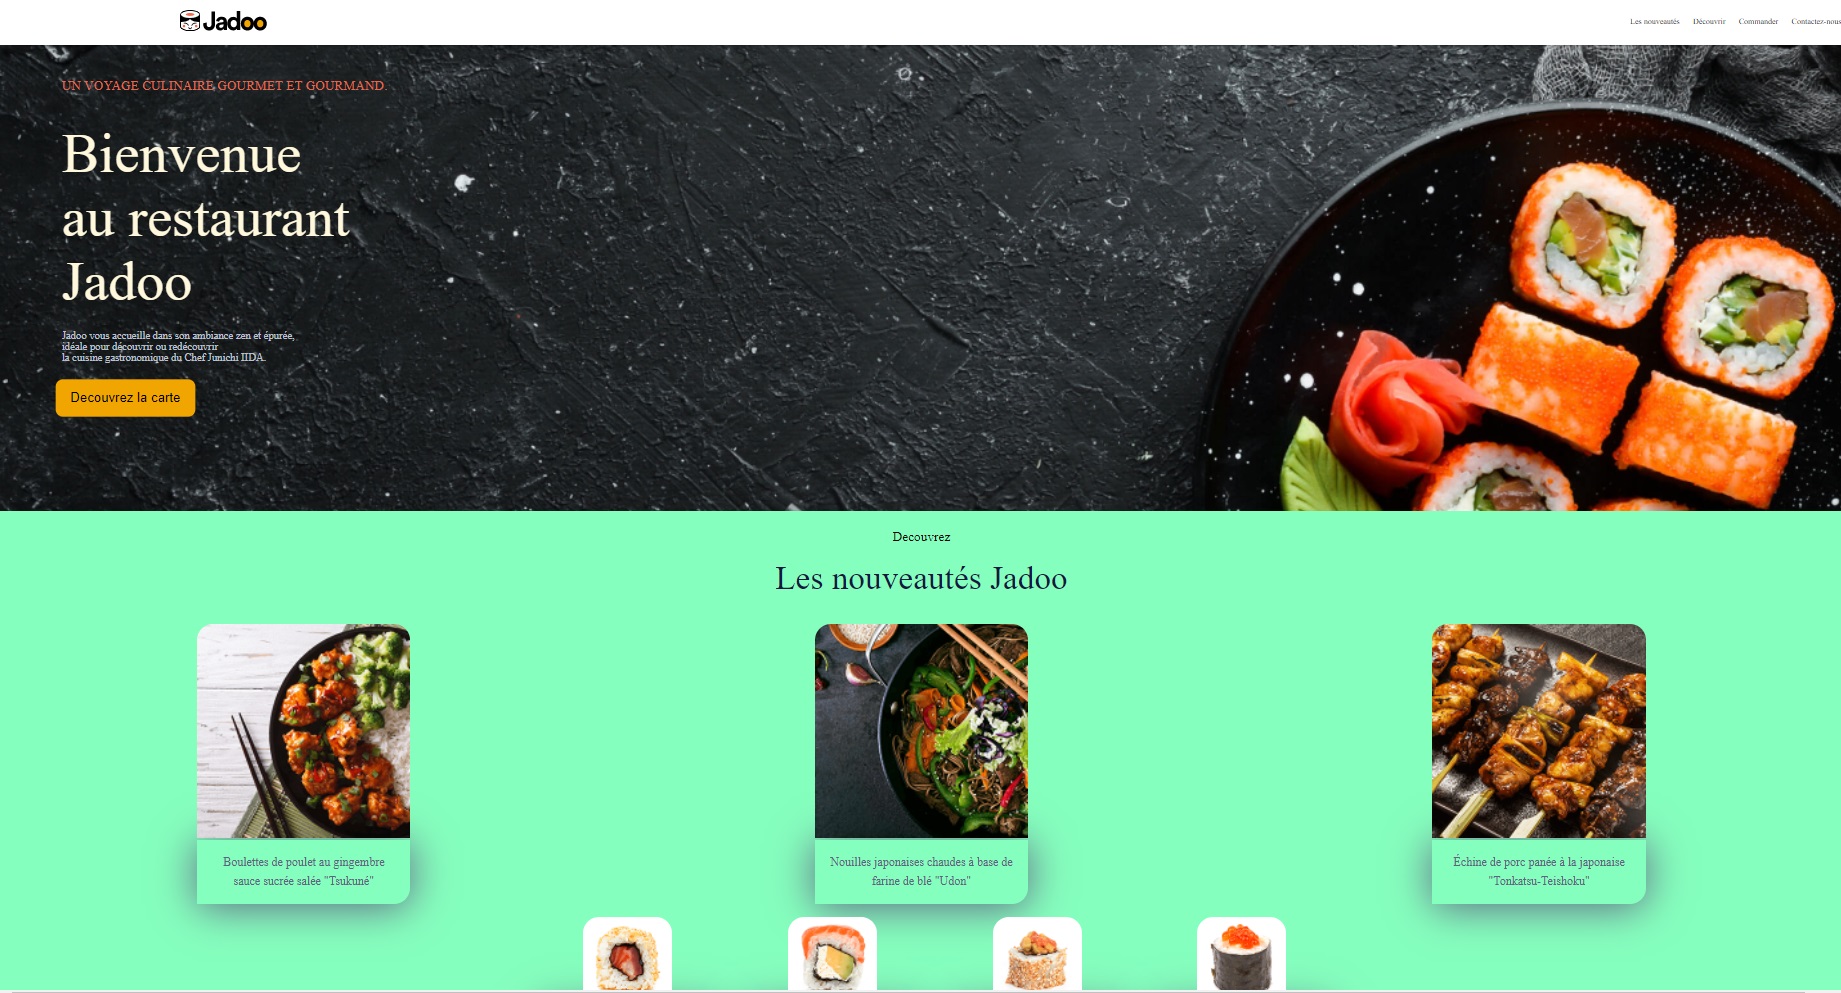 Jadoo
Les nouveautés
Découvrir
Commander
Contactez-nous
UN VOYAGE CULINAIRE GOURMET ET GOURMAND.
Bienvenue
au restaurant
Jadoo
Jadoo vous accueille dans son ambiance zen et épurée,
idéale pour découvrir ou redécouvrir
la cuisine gastronomique du Chef Junichi IIDA.
Decouvrez la carte
Decouvrez
Les nouveautés Jadoo
Boulettes de poulet au gingembre
sauce sucrée salée "Tsukuné"
Nouilles japonaises chaudes à base de
farine de blé "Udon"
Échine de porc panée à la japonaise
"Tonkatsu-Teishoku"